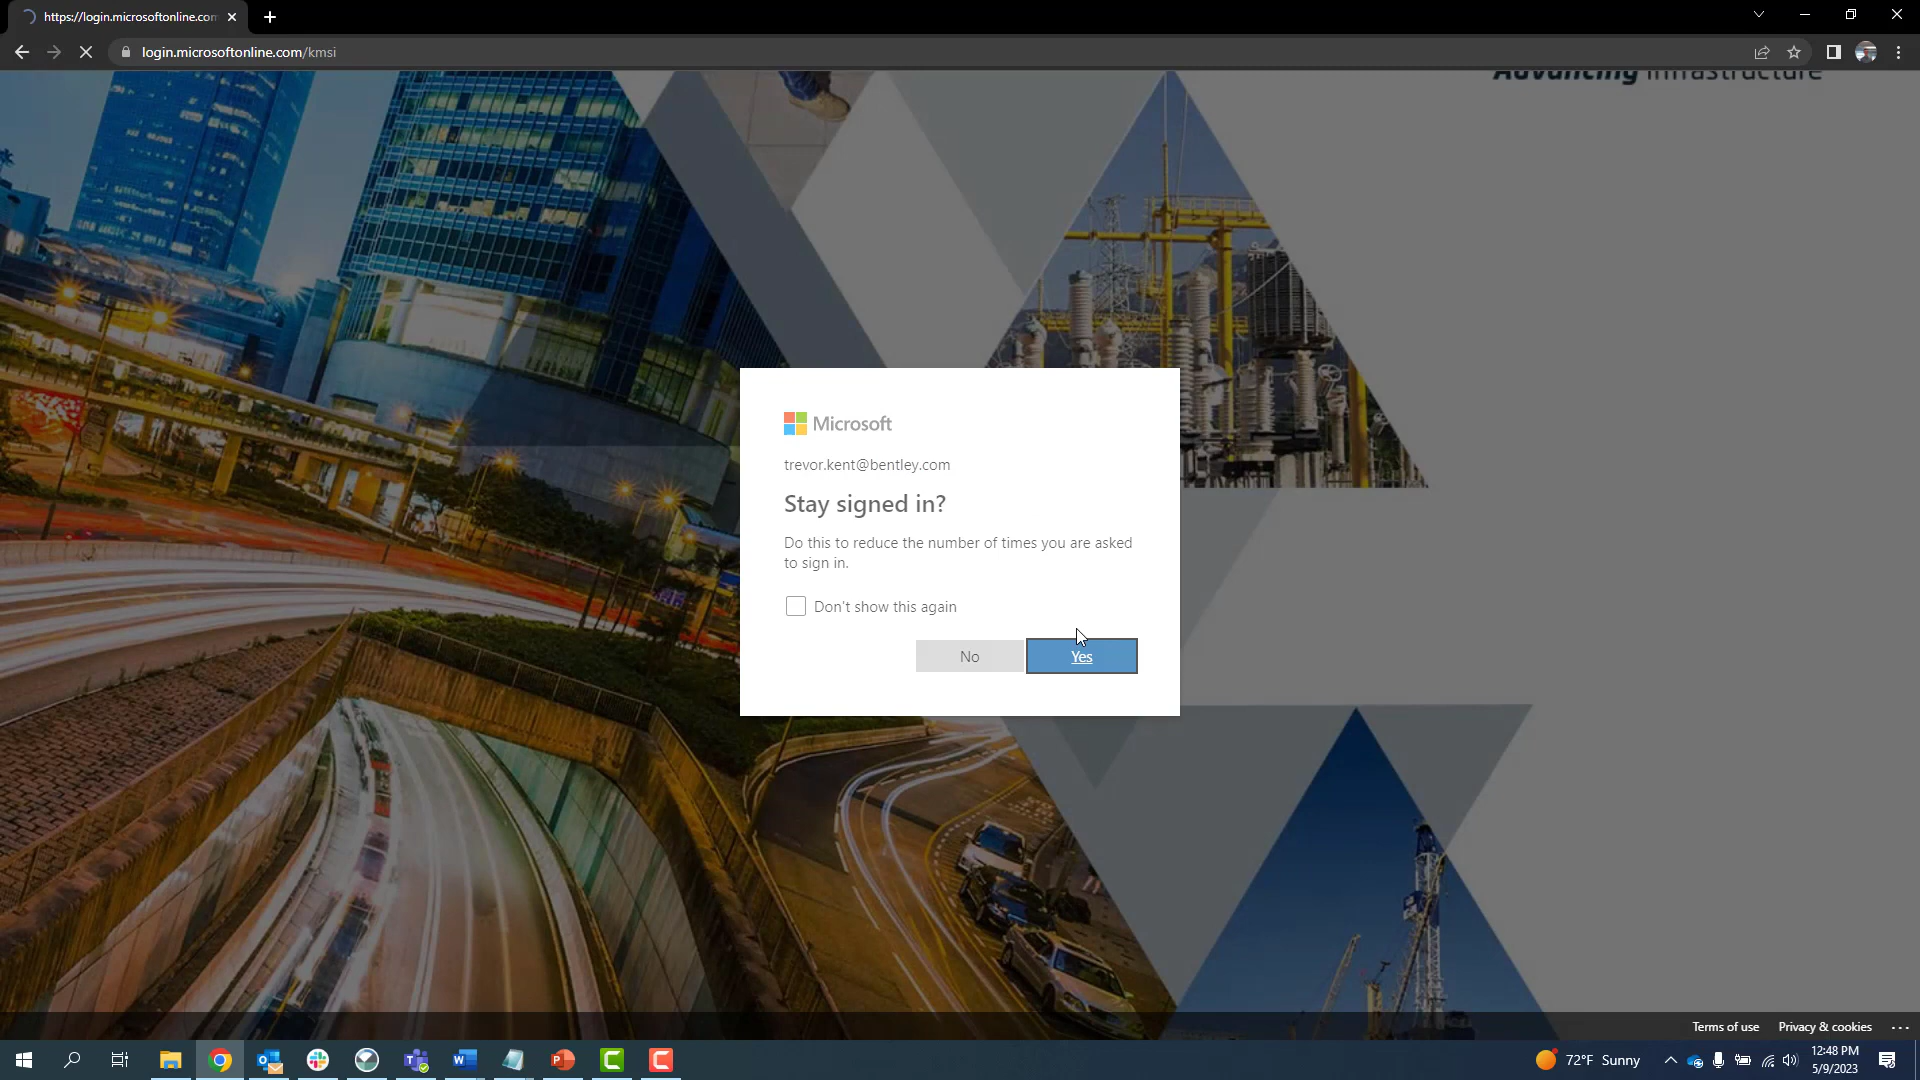 https://login.microsoftonline.com
login.microsoftonline.com/kmsi
Advancing Infrastructure
Microsoft
trevor.kent@bentley.com
Stay signed in?
Do this to reduce the number of times you are asked
to sign in.
Don't show this again
No
Yes
Terms of use
Privacy & cookies
...
72°F Sunny
12:48 PM
5/9/2023